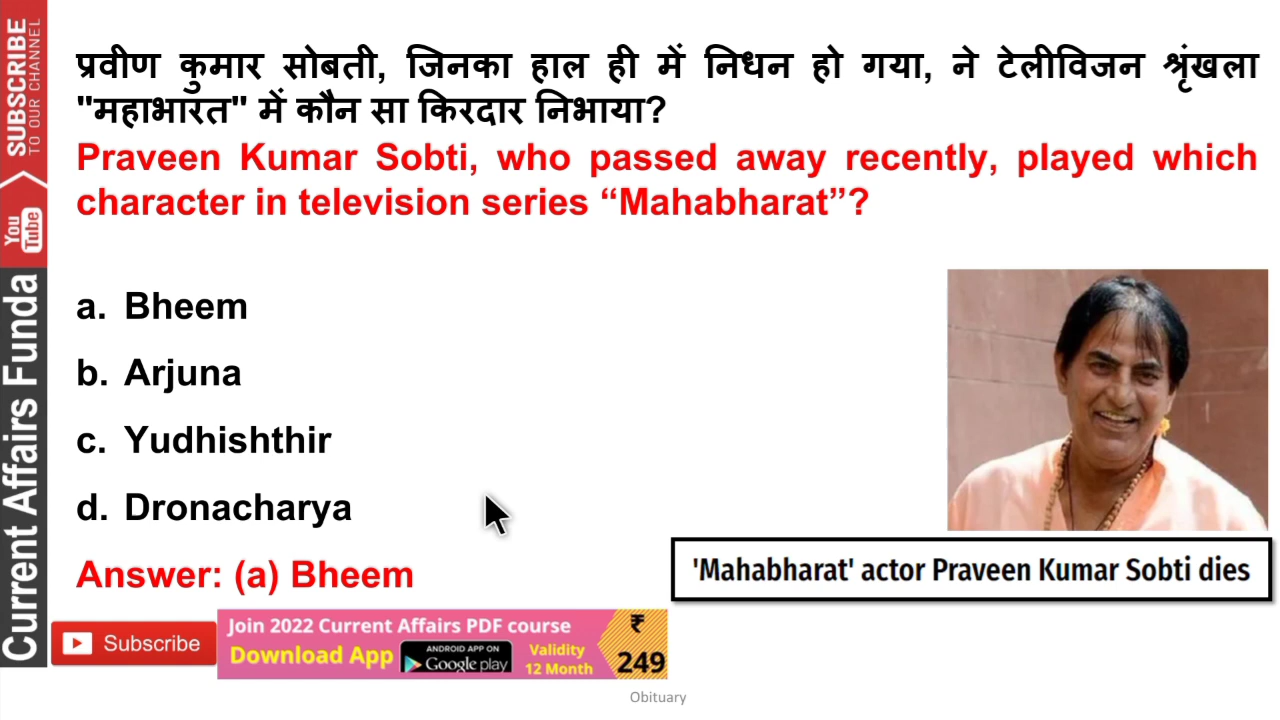 SUBSCRIBE
TO OUR CHANNEL
You
Tube
Current Affairs Funda
प्रवीण कुमार सोबती, जिनका हाल ही में निधन हो गया, ने टेलीविजन श्रृंखला
"महाभारत" में कौन सा किरदार निभाया?
Praveen Kumar Sobti, who passed away recently, played which
character in television series “Mahabharat”?
a. Bheem
b. Arjuna
c. Yudhishthir
d. Dronacharya
Answer: (a) Bheem
'Mahabharat' actor Praveen Kumar Sobti dies
Subscribe
Join 2022 Current Affairs PDF course
Download App
ANDROID APP ON
Google play
Validity
12 Month
₹
249
Obituary